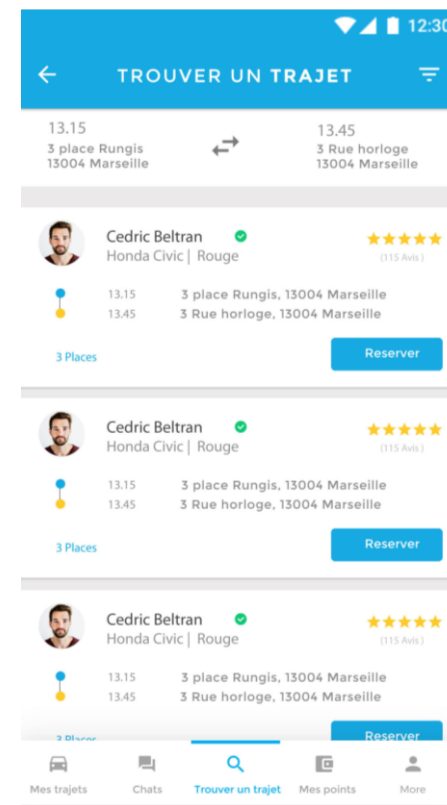 12:30
TROUVER UN TRAJET
13.15 13.45
3 place Rungis 3 Rue horloge
13004 Marseille 13004 Marseille
Cedric Beltran
Honda Civic | Rouge (115 Avis )
13.15 3 place Rungis, 13004 Marseille
13.45 3 Rue horloge, 13004 Marseille
3 Places Reserver
Cedric Beltran
Honda Civic | Rouge (115 Avis )
13.15 3 place Rungis, 13004 Marseille
13.45 3 Rue horloge, 13004 Marseille
3 Places Reserver
Cedric Beltran
Honda Civic | Rouge (115 Avis )
13.15 3 place Rungis, 13004 Marseille
13.45 3 Rue horloge, 13004 Marseille
3 Places Reserver
Mes trajets Chats Trouver un trajet Mes points More